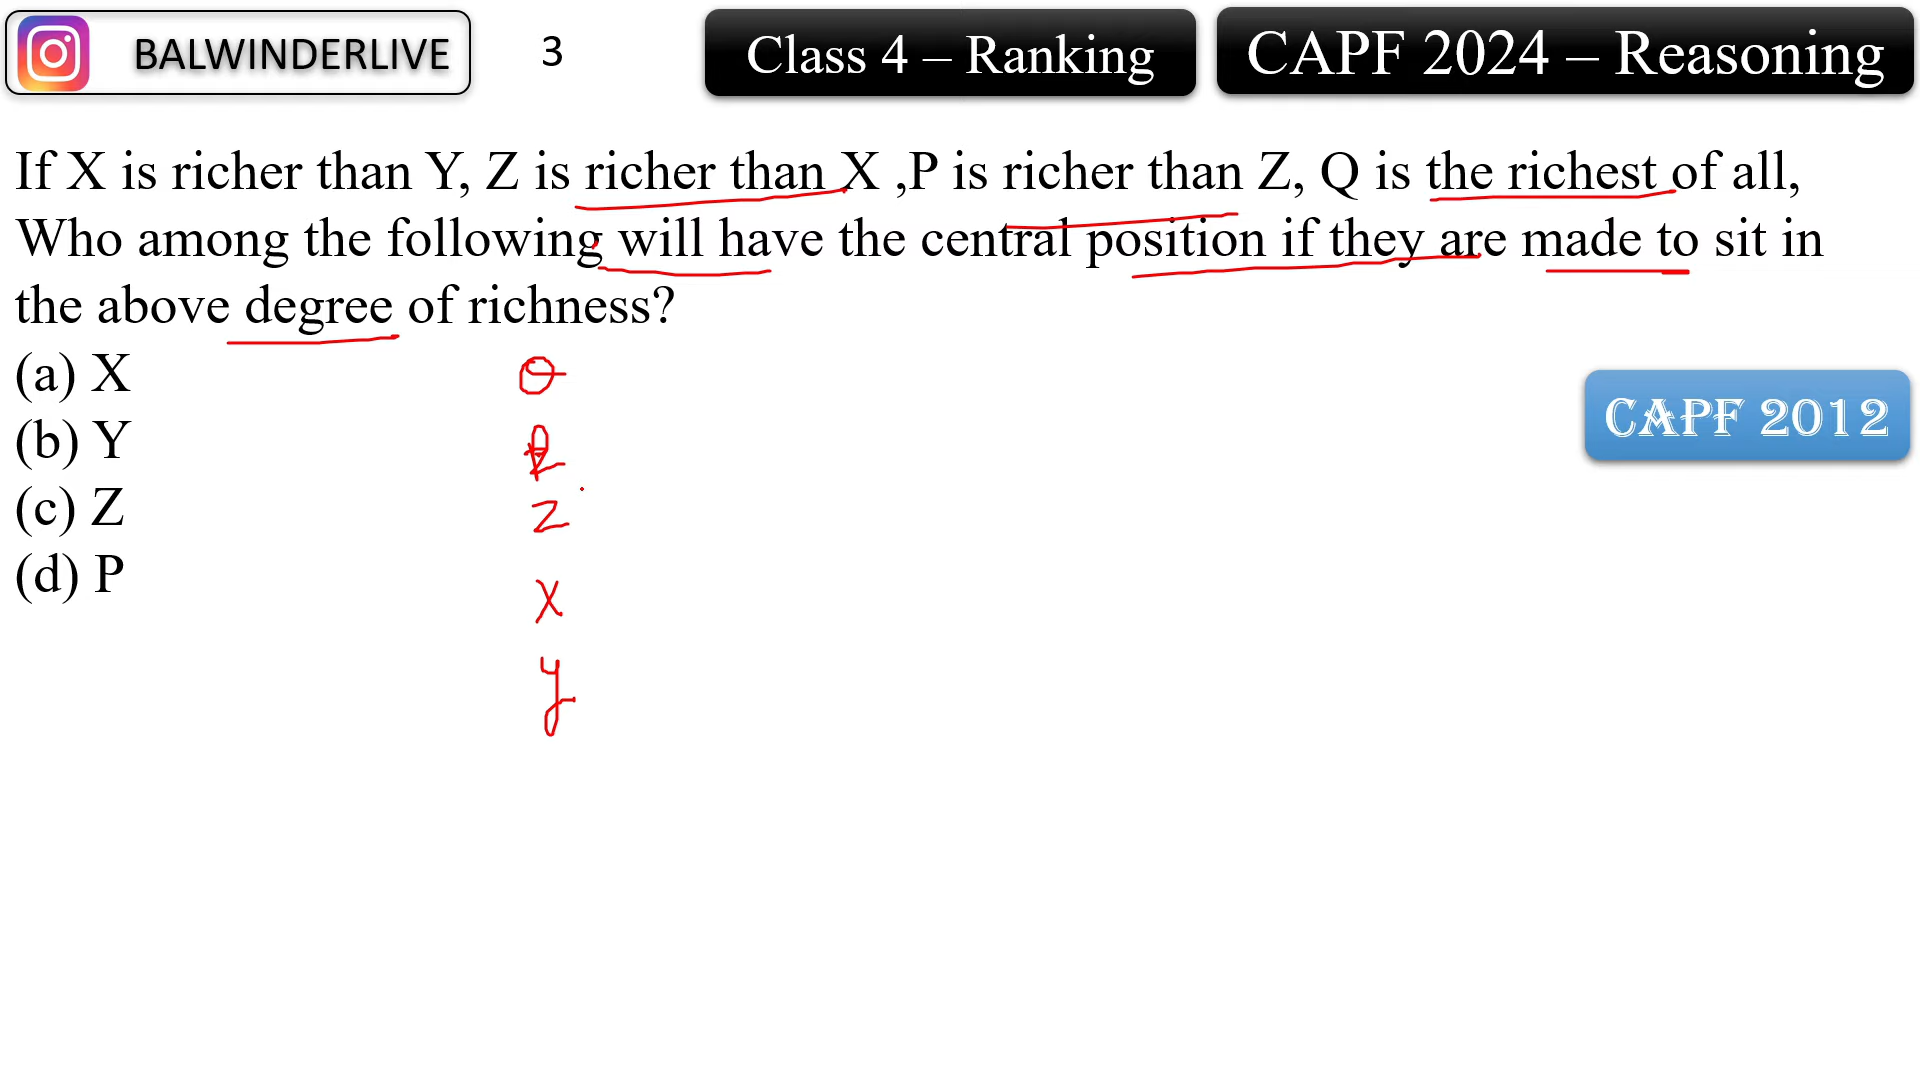 BALWINDERLIVE 3 Class 4 – Ranking CAPF 2024 – Reasoning
If X is richer than Y, Z is richer than X ,P is richer than Z, Q is the richest of all,
Who among the following will have the central position if they are made to sit in
the above degree of richness?
(a) X
(b) Y
(c) Z
(d) P
CAPF 2012
Z
X
y